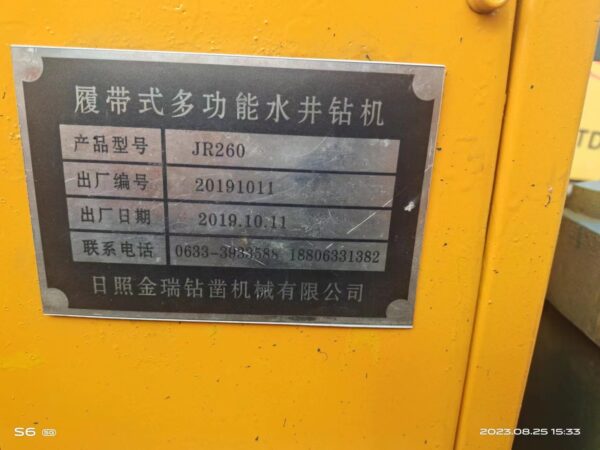 履带式多功能水井钻机
产品型号 JR260
出厂编号 20191011
出厂日期 2019.10.11
联系电话 0633-3933588 18806331382
日照金瑞钻凿机械有限公司
TD
S6 5G
2023.08.25 15:33